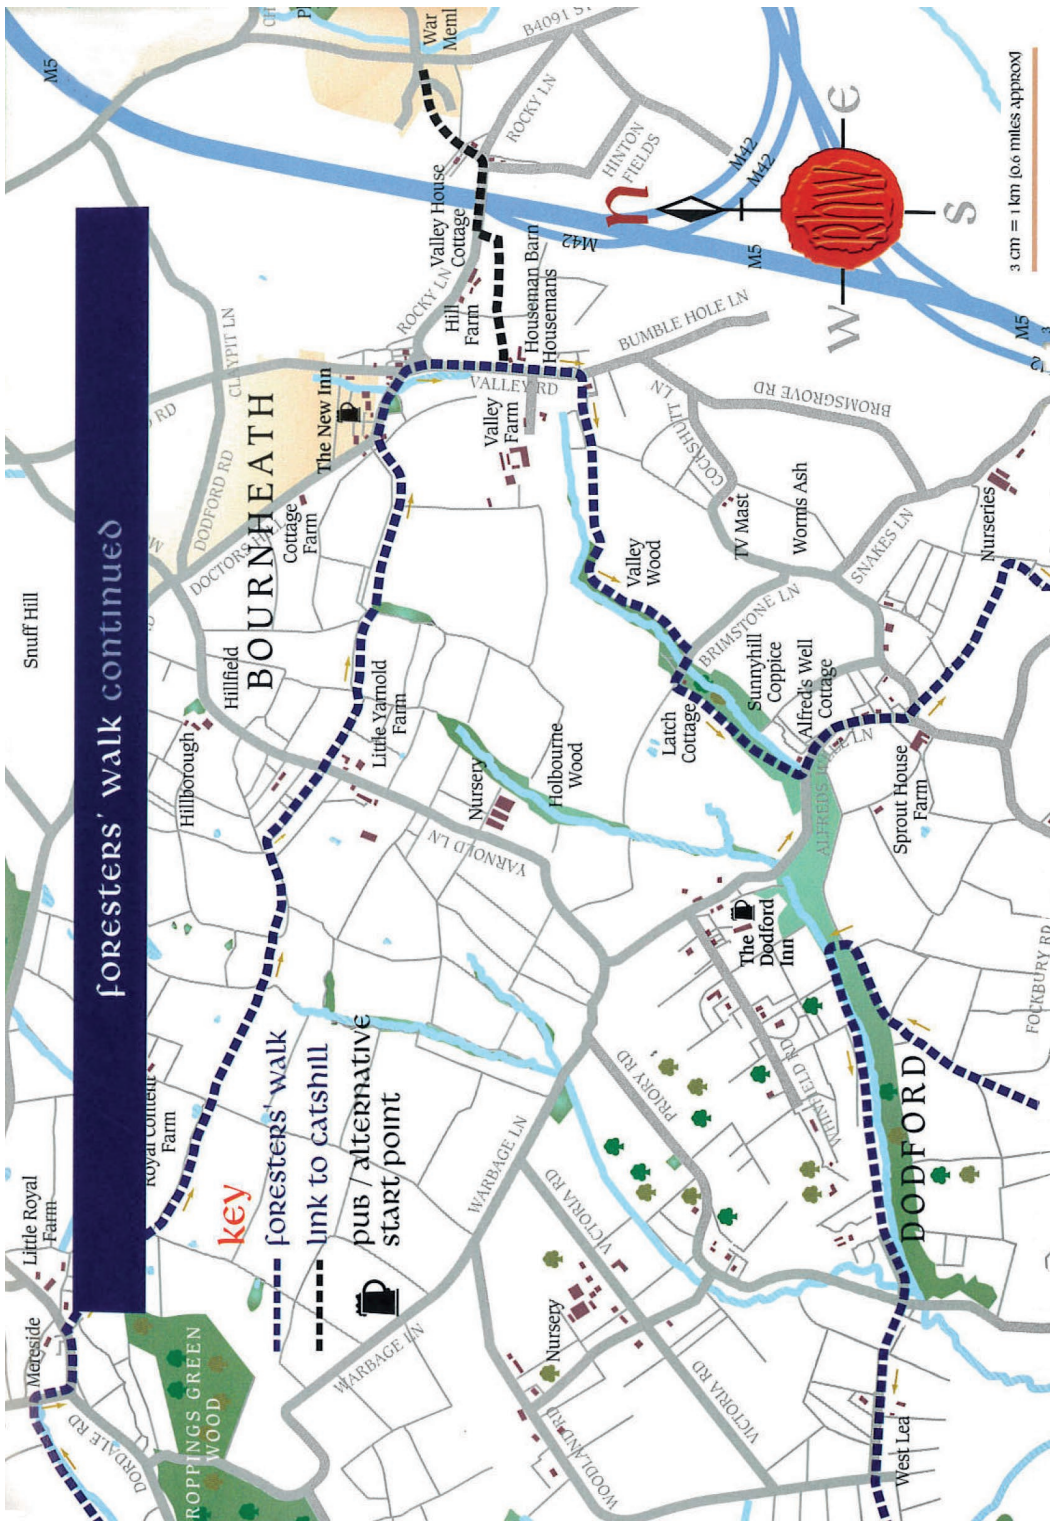 foresters' walk continued
key
foresters' walk
link to catshill
pub / alternative
start point
n
e
s
w
3 cm = 1 km (0.6 miles approx)
Snuff Hill
Little Royal
Farm
Mereside
DORDALE RD
WOOD
Royal Content
Farm
Hillborough
Hillfield
BOURNHEATH
DODFORD RD
CLAYPIT LN
DOCTORS HILL
Cottage
Farm
The New Inn
Little Yarnold
Farm
YARNOLD LN
Nursery
Holbourne
Wood
WARBAGE LN
WARBAGE LN
PRIORY RD
VICTORIA RD
VICTORIA RD
WOODLAND RD
Nursery
West Lea
DODFORD
WHINFIELD RD
The
Dodford
Inn
FOCKBURY RD
ALFREDS WELL LN
Sprout House
Farm
Alfred's Well
Cottage
Sunnyhill
Coppice
Latch
Cottage
BRIMSTONE LN
Valley
Wood
TV Mast
Worms Ash
SNAKES LN
Nurseries
COCKSHUTT LN
BROMSGROVE RD
BUMBLE HOLE LN
VALLEY RD
Valley
Farm
Houseman Barn
Housemans
Hill
Farm
Valley House
Cottage
ROCKY LN
ROCKY LN
HINTON
FIELDS
War
B4091
M5
M5
M5
M42
M42
M42